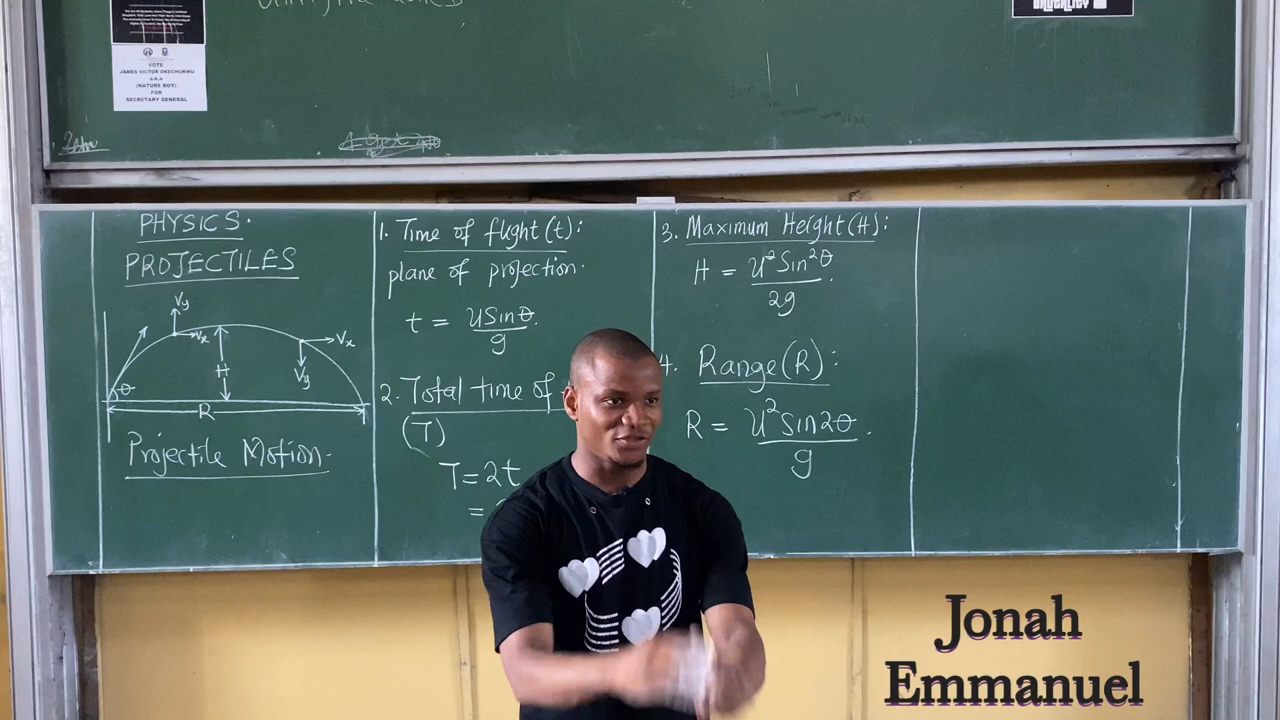 VOTE
JAMES VICTOR OKECHUKWU
a.k.a
(NATURE BOY)
FOR
SECRETARY GENERAL
2am
PHYSICS.
PROJECTILES
Vy
Vx
H
Vx
Vy
θ
R
Projectile Motion.
1. Time of flight (t):
plane of projection.
t = USinθ.
g
2. Total time of
(T)
T = 2t
=
3. Maximum Height (H):
H = U²Sin²θ.
2g
4. Range (R):
R = U²Sin2θ.
g
Jonah
Emmanuel